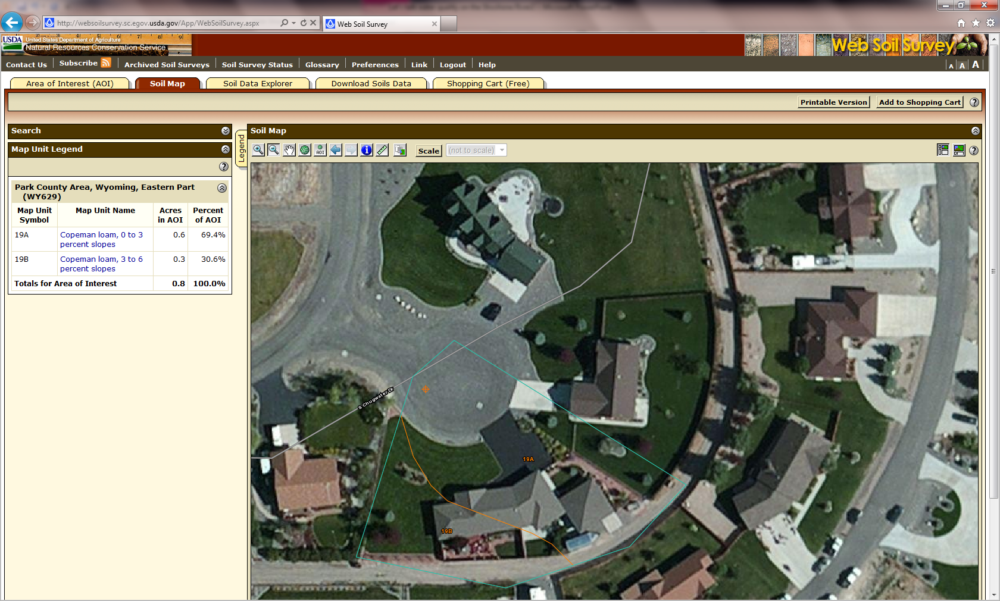 http://websoilsurvey.sc.egov.usda.gov/App/WebSoilSurvey.aspx
Web Soil Survey
USDA
United States Department of Agriculture
Natural Resources Conservation Service
Web Soil Survey
Contact Us
Subscribe
Archived Soil Surveys
Soil Survey Status
Glossary
Preferences
Link
Logout
Help
A A A
Area of Interest (AOI)
Soil Map
Soil Data Explorer
Download Soils Data
Shopping Cart (Free)
Printable Version
Add to Shopping Cart
?
Search
Map Unit Legend
?
Park County Area, Wyoming, Eastern Part
(WY629)
Map Unit Symbol
Map Unit Name
Acres in AOI
Percent of AOI
19A
Copeman loam, 0 to 3
percent slopes
0.6
69.4%
19B
Copeman loam, 3 to 6
percent slopes
0.3
30.6%
Totals for Area of Interest
0.8
100.0%
Legend
Soil Map
AOI
Scale
(not to scale)
?
S Chugwater Dr
19A
19B